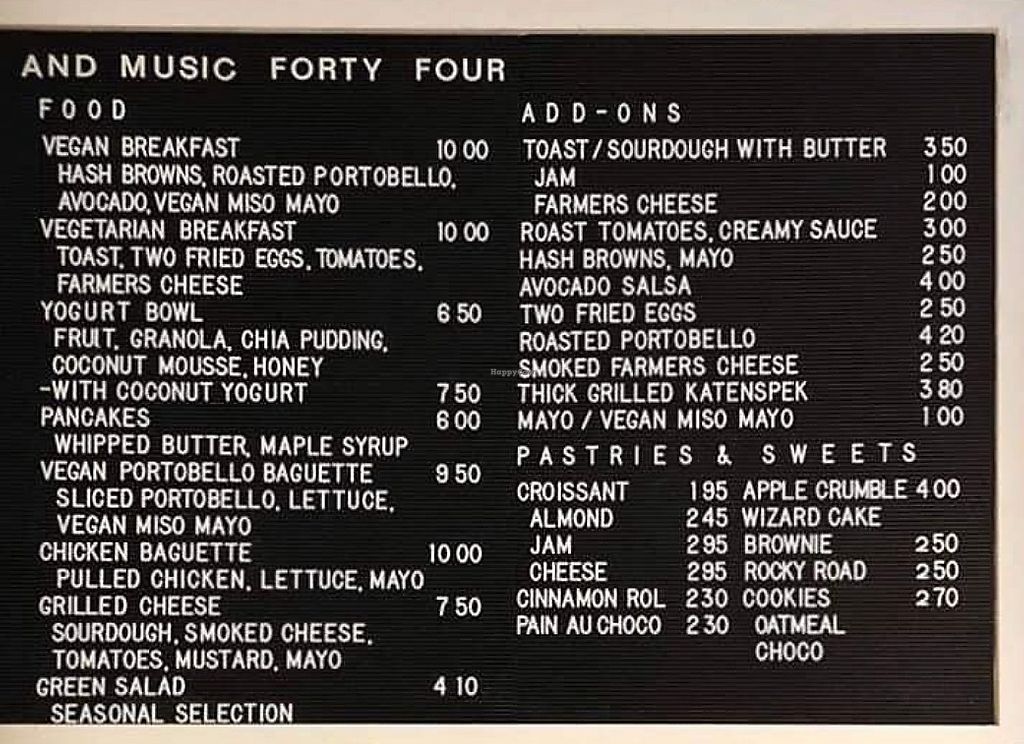 AND MUSIC FORTY FOUR
FOOD
VEGAN BREAKFAST 10 00
HASH BROWNS, ROASTED PORTOBELLO,
AVOCADO, VEGAN MISO MAYO
VEGETARIAN BREAKFAST 10 00
TOAST, TWO FRIED EGGS, TOMATOES,
FARMERS CHEESE
YOGURT BOWL 6 50
FRUIT, GRANOLA, CHIA PUDDING,
COCONUT MOUSSE, HONEY
-WITH COCONUT YOGURT 7 50
PANCAKES 6 00
WHIPPED BUTTER, MAPLE SYRUP
VEGAN PORTOBELLO BAGUETTE 9 50
SLICED PORTOBELLO, LETTUCE,
VEGAN MISO MAYO
CHICKEN BAGUETTE 10 00
PULLED CHICKEN, LETTUCE, MAYO
GRILLED CHEESE 7 50
SOURDOUGH, SMOKED CHEESE,
TOMATOES, MUSTARD, MAYO
GREEN SALAD 4 10
SEASONAL SELECTION
ADD-ONS
TOAST / SOURDOUGH WITH BUTTER 3 50
JAM 1 00
FARMERS CHEESE 2 00
ROAST TOMATOES, CREAMY SAUCE 3 00
HASH BROWNS, MAYO 2 50
AVOCADO SALSA 4 00
TWO FRIED EGGS 2 50
ROASTED PORTOBELLO 4 20
SMOKED FARMERS CHEESE 2 50
THICK GRILLED KATENSPEK 3 80
MAYO / VEGAN MISO MAYO 1 00
PASTRIES & SWEETS
CROISSANT 1 95 APPLE CRUMBLE 4 00
ALMOND 2 45 WIZARD CAKE
JAM 2 95 BROWNIE 2 50
CHEESE 2 95 ROCKY ROAD 2 50
CINNAMON ROL 2 30 COOKIES 2 70
PAIN AU CHOCO 2 30 OATMEAL
CHOCO